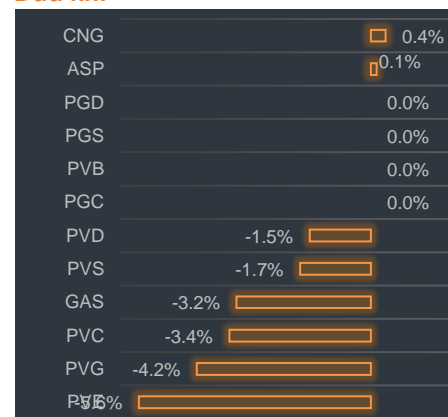 CNG 0.4%
ASP 0.1%
PGD 0.0%
PGS 0.0%
PVB 0.0%
PGC 0.0%
PVD -1.5%
PVS -1.7%
GAS -3.2%
PVC -3.4%
PVG -4.2%